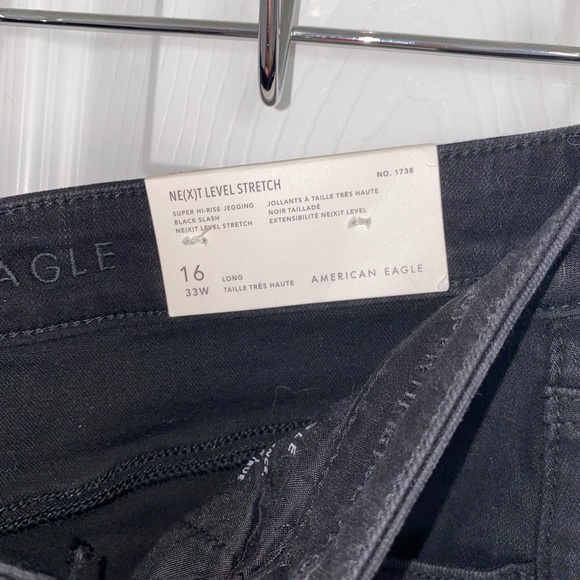 AGLE
NE(X)T LEVEL STRETCH
NO. 1738
SUPER HI-RISE JEGGING
BLACK SLASH
NE(X)T LEVEL STRETCH
JOLLANTS À TAILLE TRÈS HAUTE
NOIR TAILLADÉ
EXTENSIBILITÉ NE(X)T LEVEL
16
33W
LONG
TAILLE TRÈS HAUTE
AMERICAN EAGLE